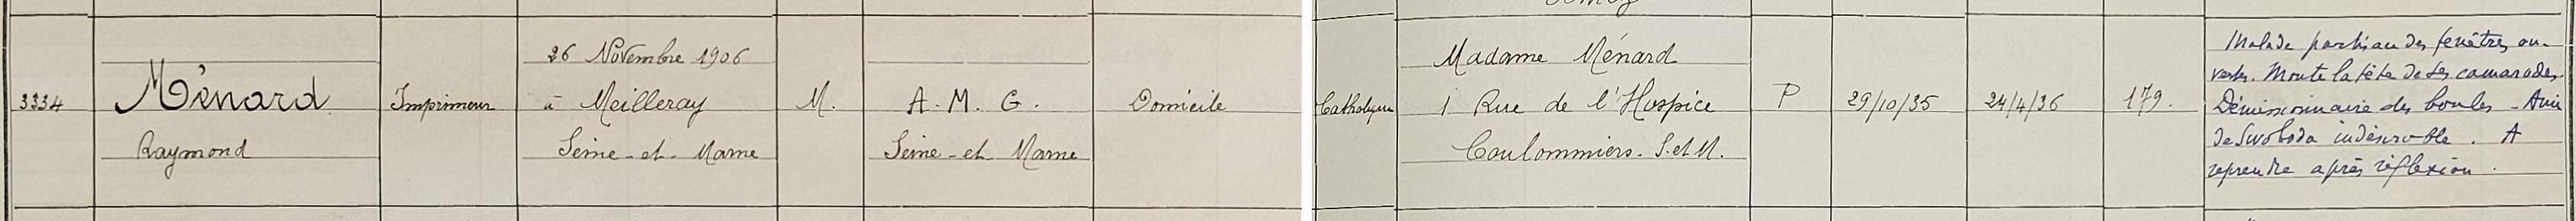 26 Novembre 1906
3334 Ménard Imprimeur à Meilleray M. A. M. G. Domicile
Raymond Seine-et-Marne Seine-et-Marne
Madame Ménard
Catholique 1 Rue de l'Hospice P 29/10/35 24/4/36 179.
Coulommiers. S.et M.
Malade partisan des fenêtres ou-
vertes. Monte la tête de ses camarades.
Démissionnaire des boules - Amie
de Swoboda indésirable. A
reprendre après réflexion.